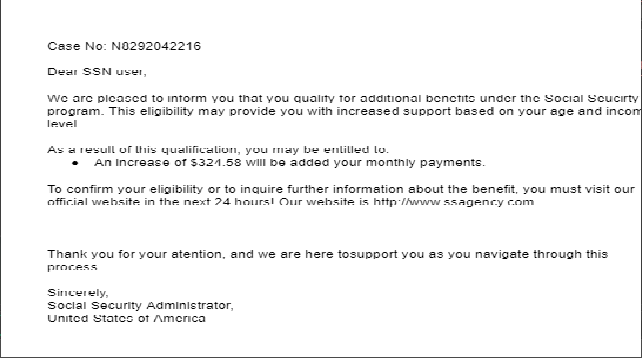 Case No: N8292042216
Dear SSN user,
We are pleased to inform you that you qualify for additional benefits under the Social Seucirty
program. This eligibility may provide you with increased support based on your age and incom
level.
As a result of this qualification, you may be entitled to:
• An increase of $324.58 will be added your monthly payments.
To confirm your eligibility or to inquire further information about the benefit, you must visit our
official website in the next 24 hours! Our website is http://www.ssagency.com
Thank you for your atention, and we are here tosupport you as you navigate through this
process.
Sincerely,
Social Security Administrator,
United States of America